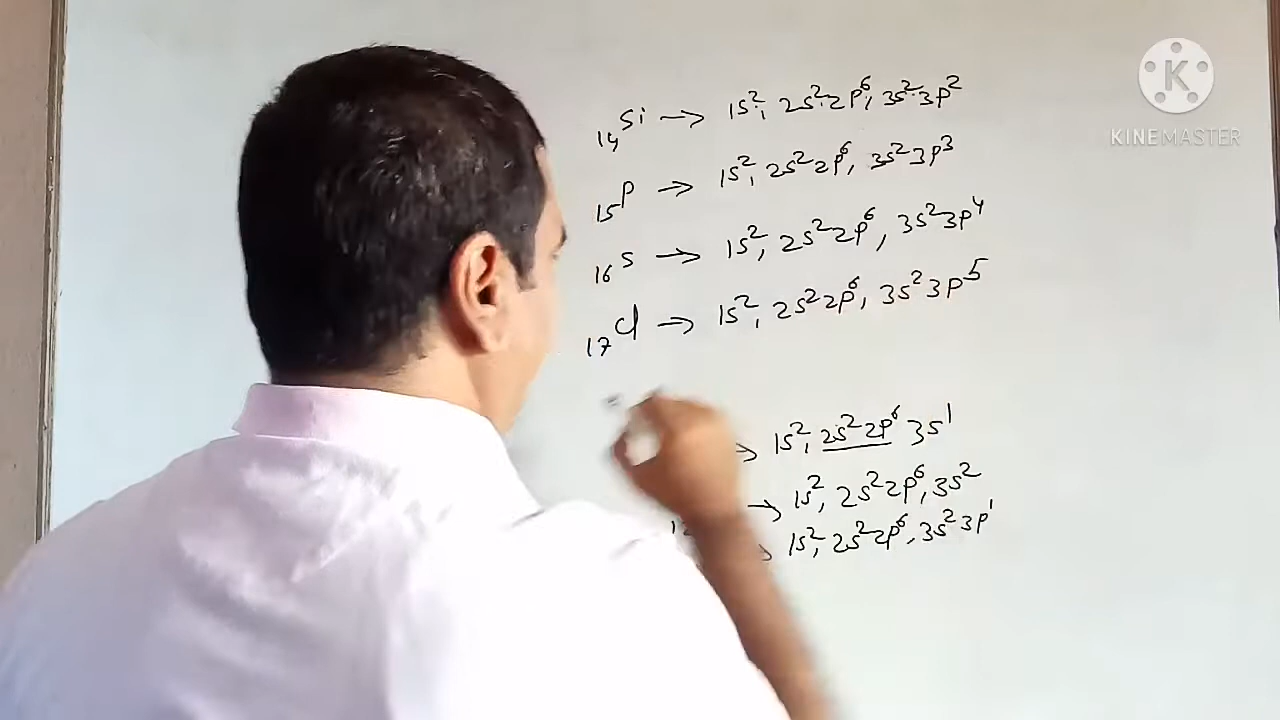 14Si → 1s², 2s²2p⁶, 3s²3p²
15P → 1s², 2s²2p⁶, 3s²3p³
16S → 1s², 2s²2p⁶, 3s²3p⁴
17Cl → 1s², 2s²2p⁶, 3s²3p⁵
→ 1s², 2s²2p⁶ 3s¹
→ 1s², 2s²2p⁶, 3s²
→ 1s², 2s²2p⁶, 3s²3p¹
K
KINEMASTER